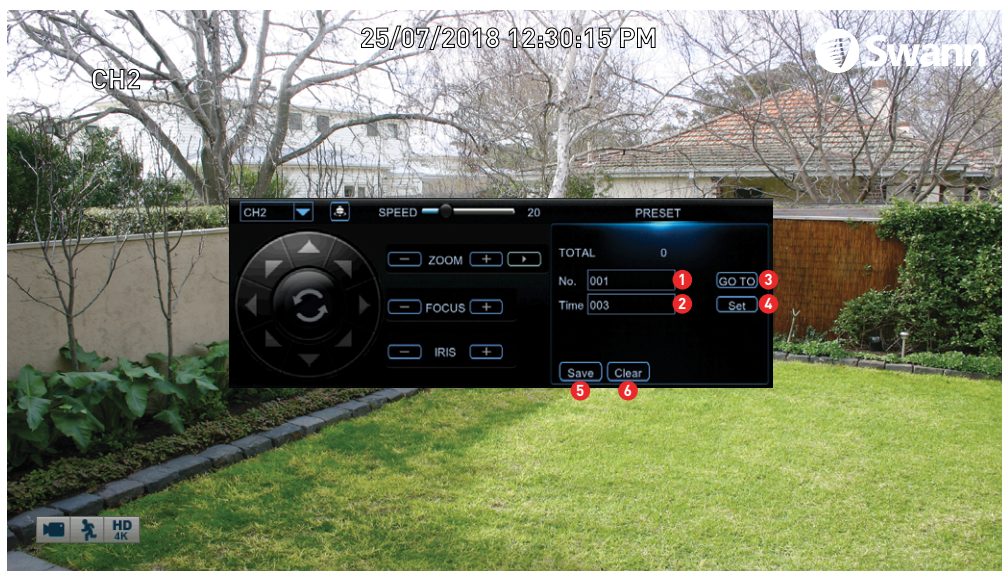 25/07/2018 12:30:15 PM
Swann
CH2
CH2
SPEED 20 PRESET
ZOOM
TOTAL 0
No. 001 1 GO TO 3
Time 003 2 Set 4
FOCUS
IRIS
Save Clear
5 6
HD
4K